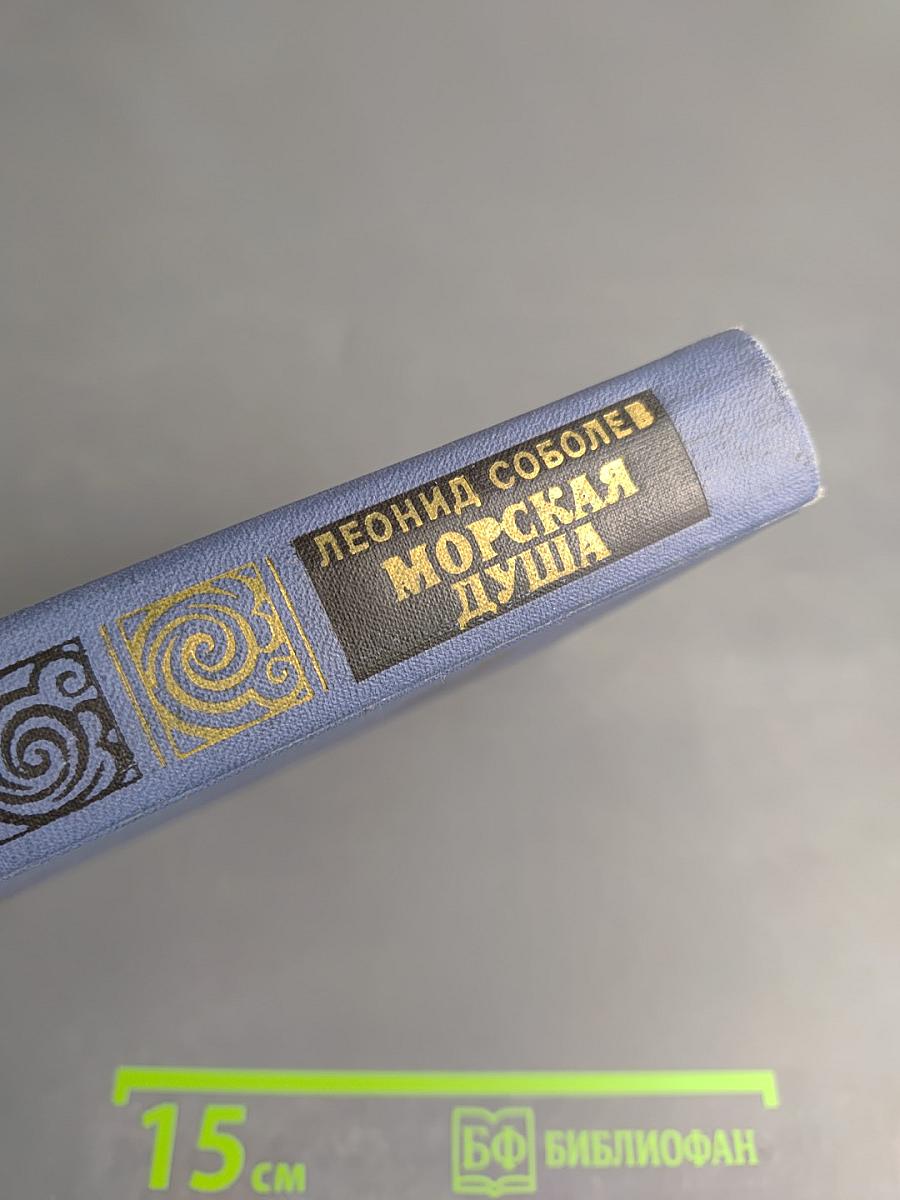 ЛЕОНИД СОБОЛЕВ
МОРСКАЯ
ДУША
15 см
БФ БИБЛИОФАН